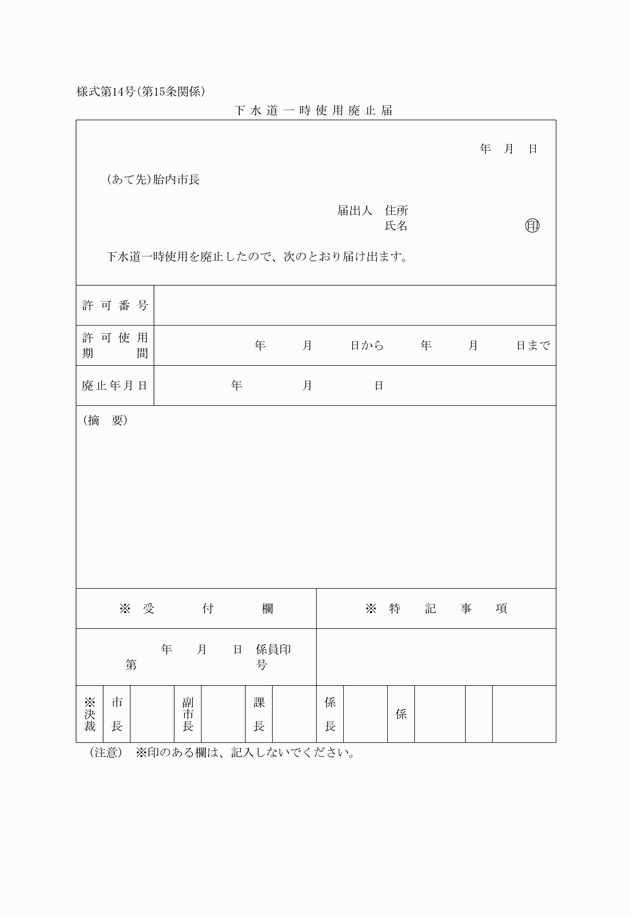 様式第14号(第15条関係)
下水道一時使用廃止届
年 月 日
(あて先)胎内市長
届出人 住所
氏名 ㊞
下水道一時使用を廃止したので、次のとおり届け出ます。
許可番号
許可使用期間 年 月 日から 年 月 日まで
廃止年月日 年 月 日
(摘 要)
※ 受 付 欄 ※ 特 記 事 項
年 月 日 係員印
第 号
※決裁 市長 副市長 課長 係長 係
(注意) ※印のある欄は、記入しないでください。